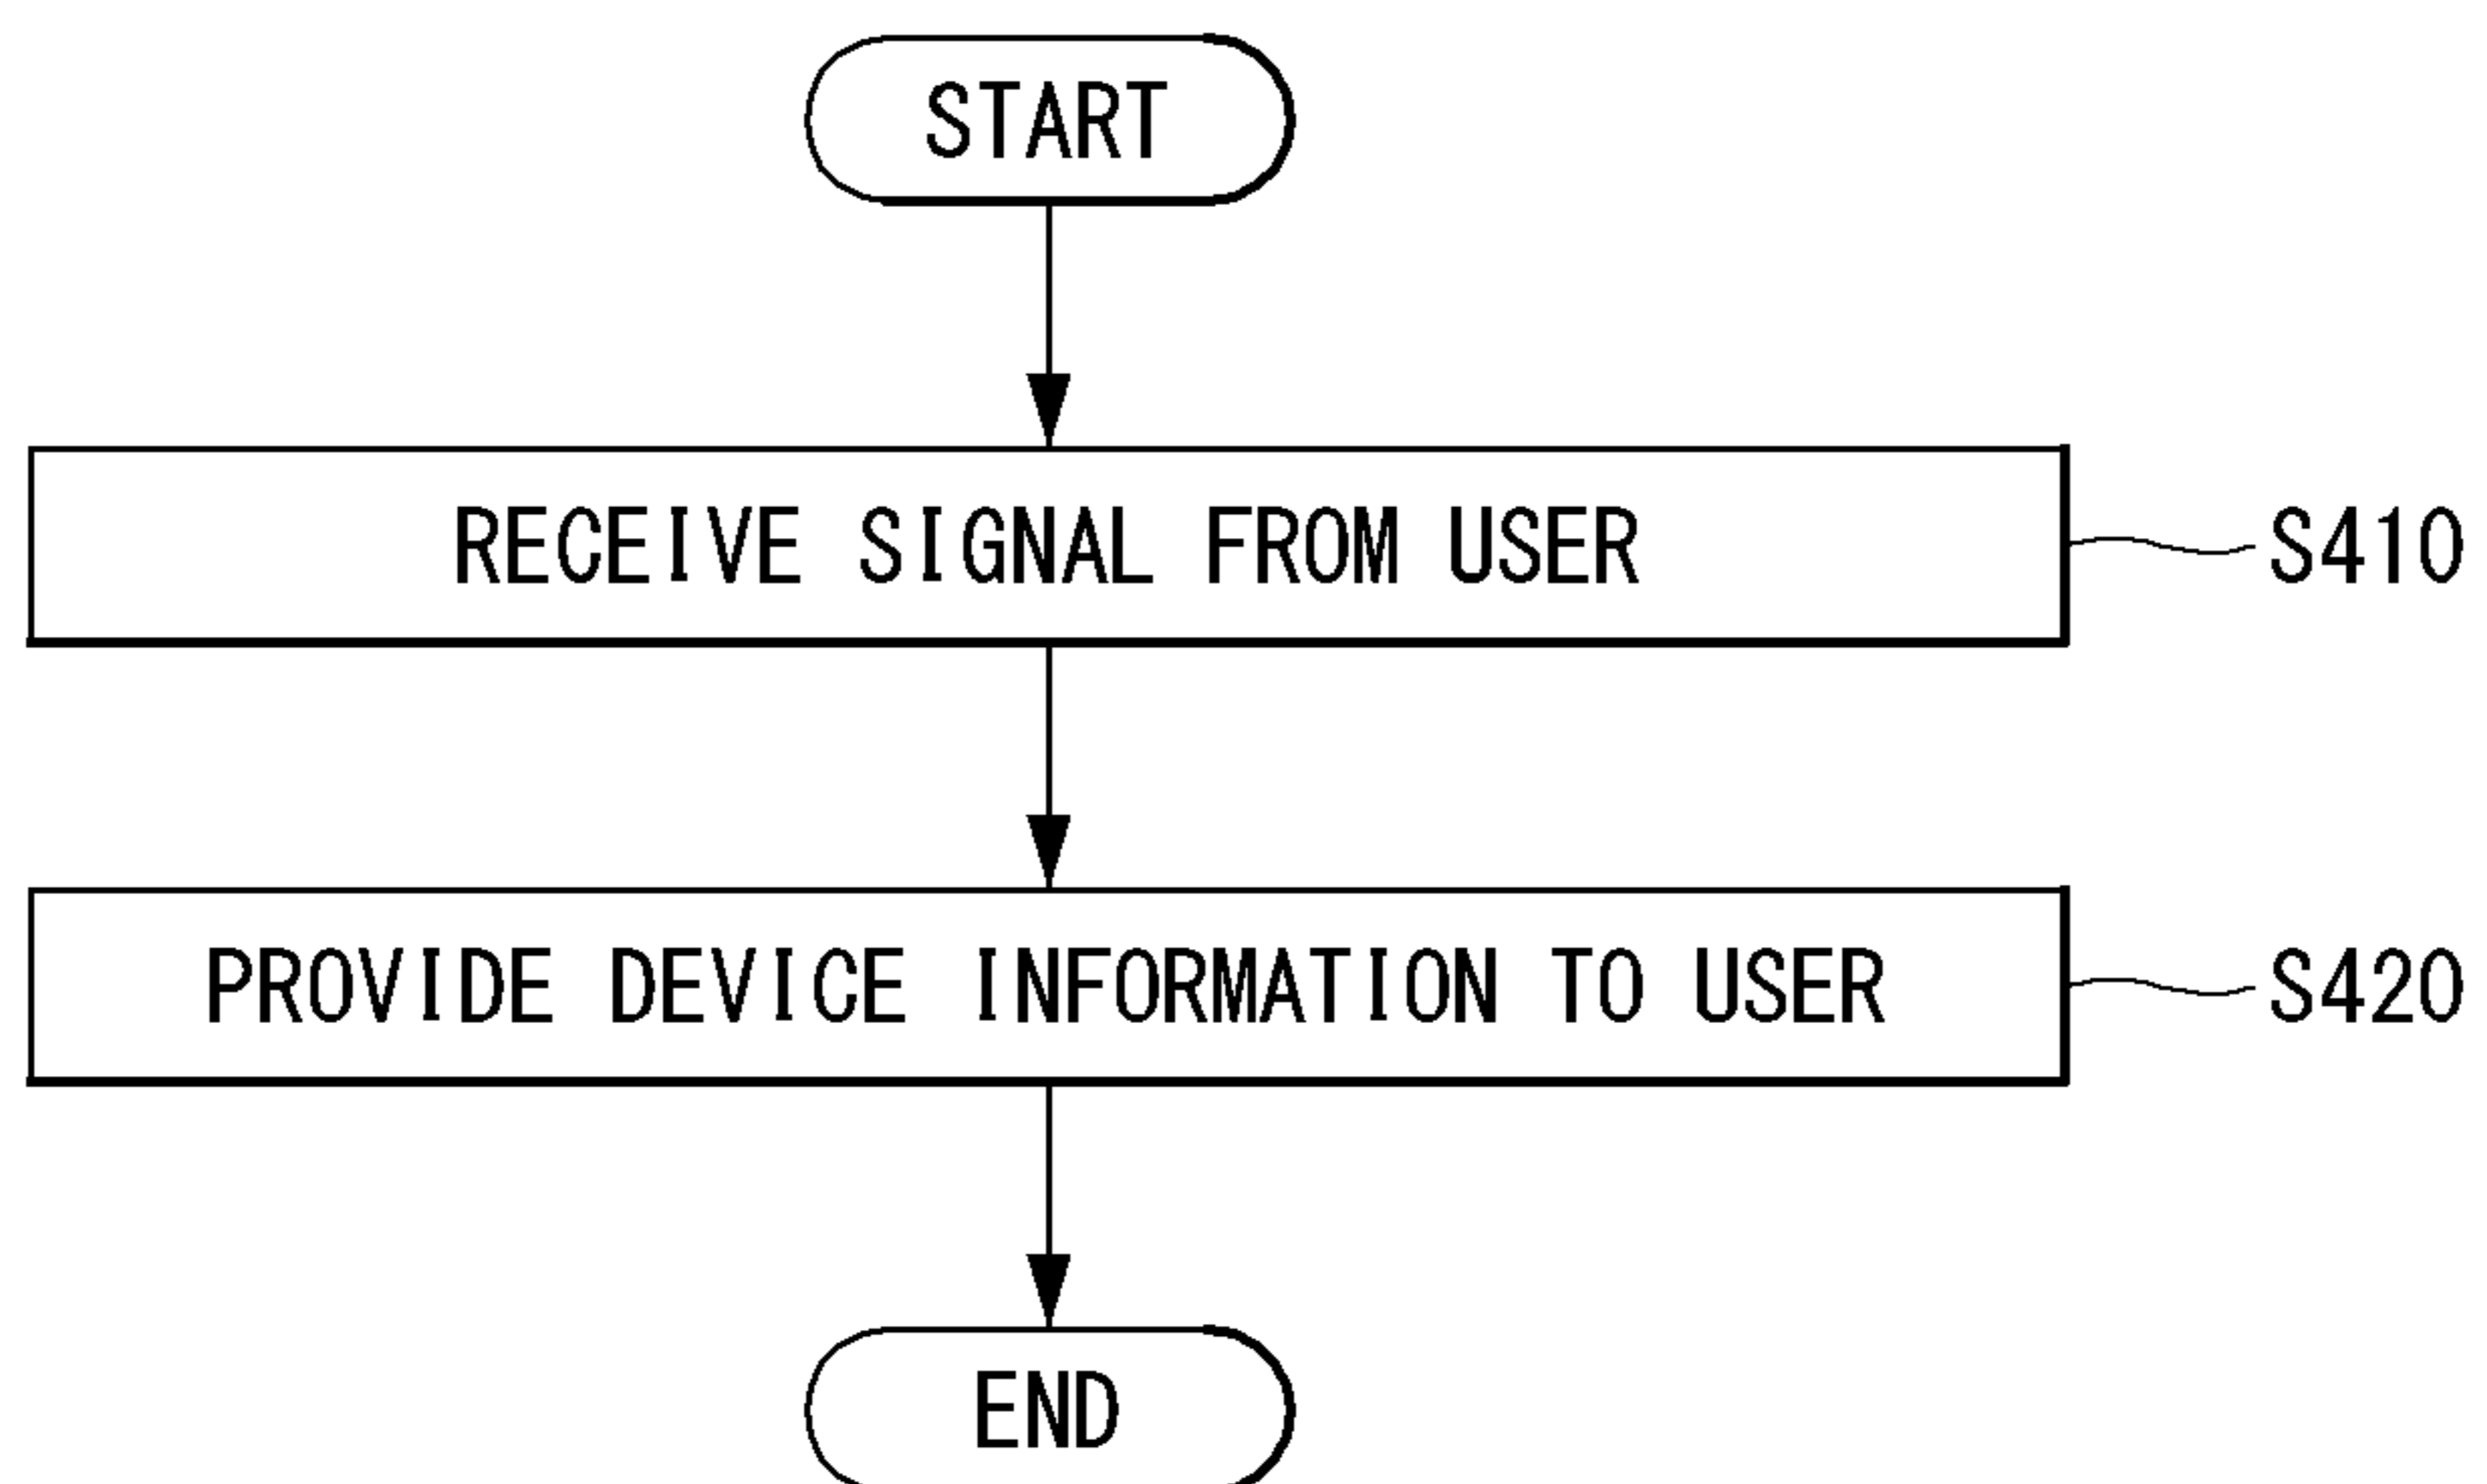 START
RECEIVE SIGNAL FROM USER
S410
PROVIDE DEVICE INFORMATION TO USER
S420
END